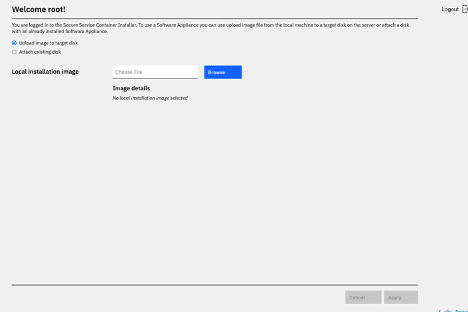 Welcome root!
Logout
You are logged in to the Secure Service Container Installer. To use a Software Appliance you can use upload image file from the local machine to a target disk on the server or attach a disk
with an already installed Software Appliance.
Upload image to target disk
Attach existing disk
Local installation image
Choose File
Browse
Image details
No local installation image selected
Cancel
Apply